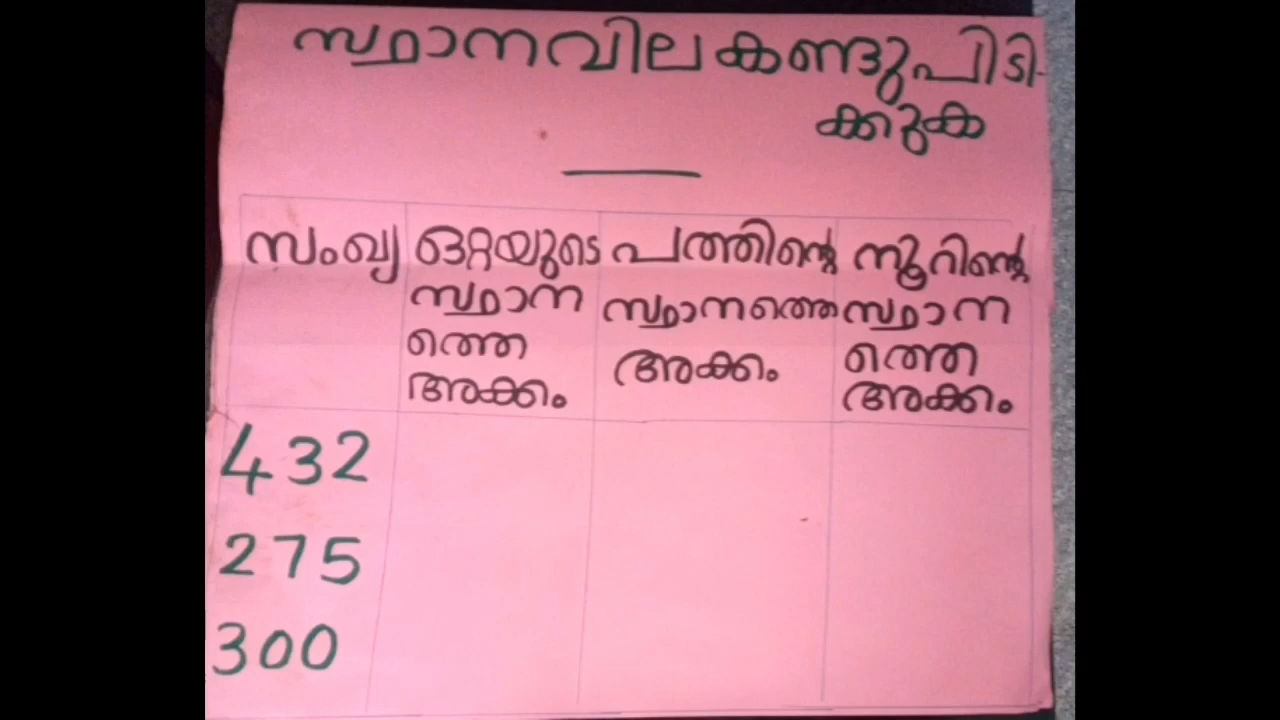 സ്ഥാനവില കണ്ടുപിടി-
ക്കുക
സംഖ്യ ഒറ്റയുടെ പത്തിന്റെ നൂറിന്റെ
സ്ഥാന സ്ഥാനത്തെ സ്ഥാന
ത്തെ അക്കം ത്തെ
അക്കം അക്കം
432
275
300